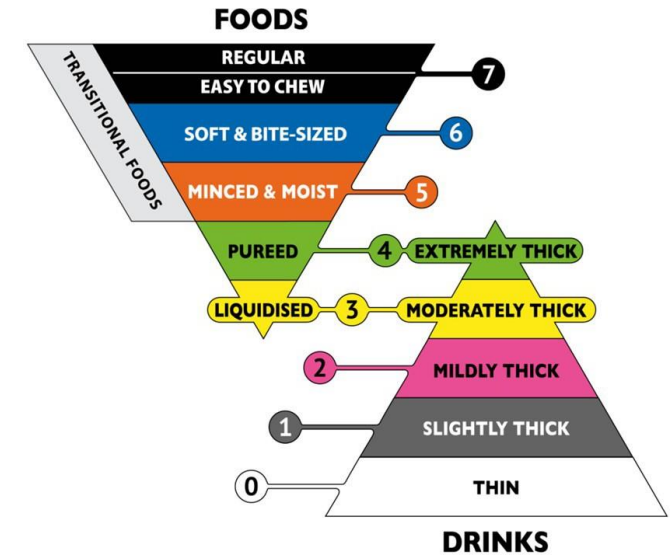 FOODS
TRANSITIONAL FOODS
REGULAR
EASY TO CHEW
7
SOFT & BITE-SIZED
6
MINCED & MOIST
5
PUREED
4
EXTREMELY THICK
LIQUIDISED
3
MODERATELY THICK
2
MILDLY THICK
1
SLIGHTLY THICK
0
THIN
DRINKS